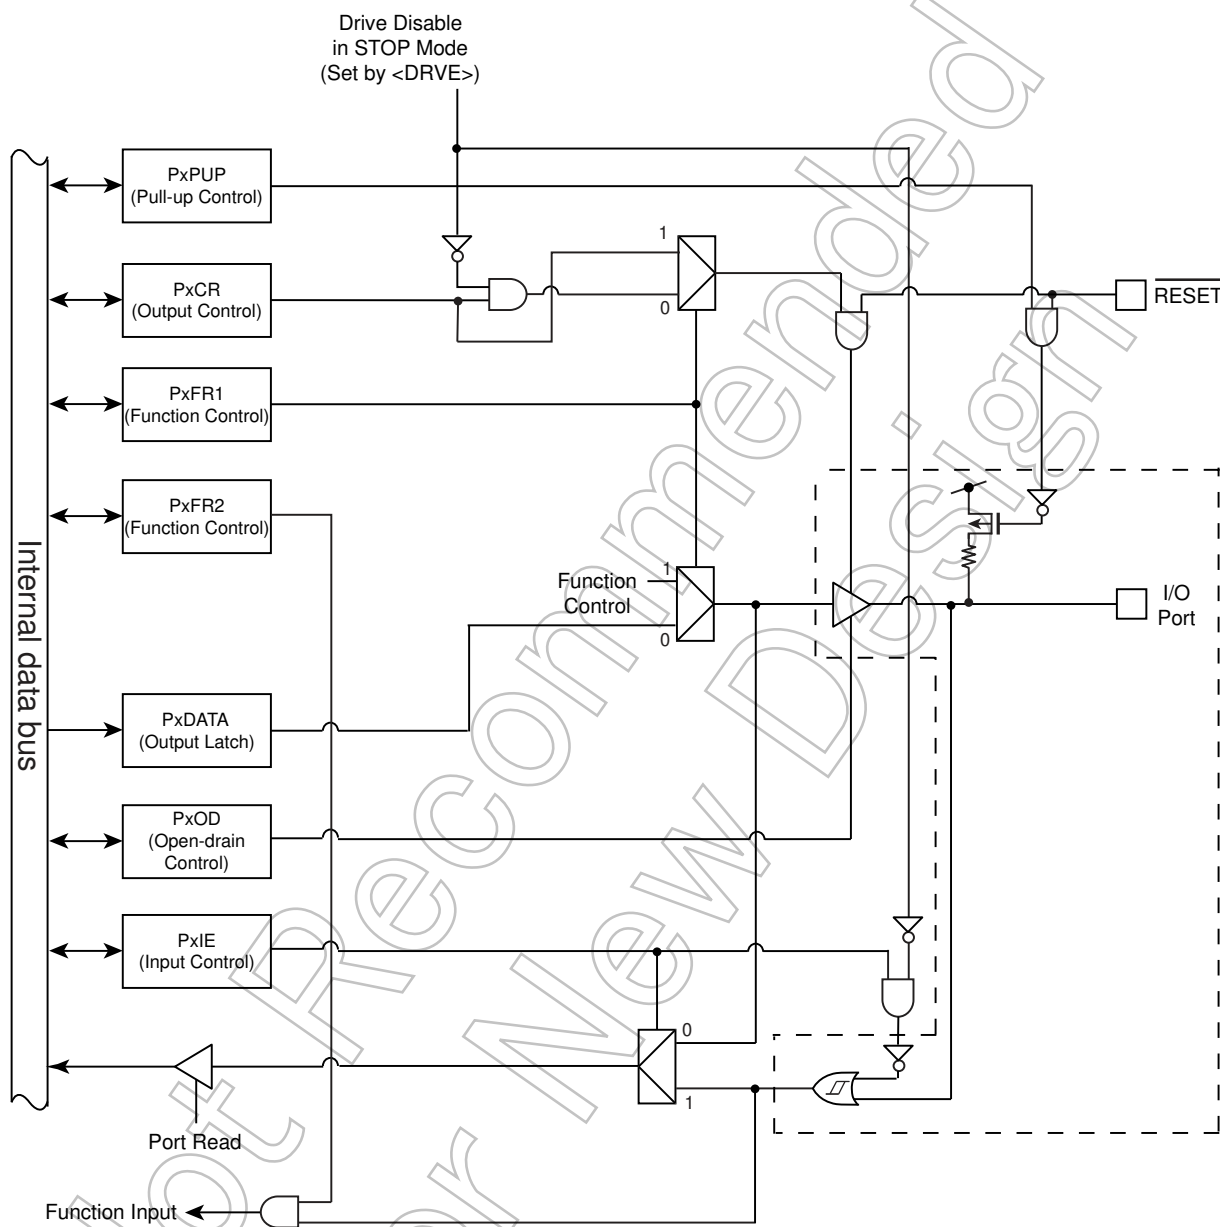 Drive Disable
in STOP Mode
(Set by <DRVE>)
PxPUP
(Pull-up Control)
1
PxCR
(Output Control)
0
RESET
PxFR1
(Function Control)
PxFR2
(Function Control)
Internal data bus
1
Function
Control
0
I/O
Port
PxDATA
(Output Latch)
PxOD
(Open-drain
Control)
PxIE
(Input Control)
0
1
Port Read
Function Input
Not Recommended
for New Design